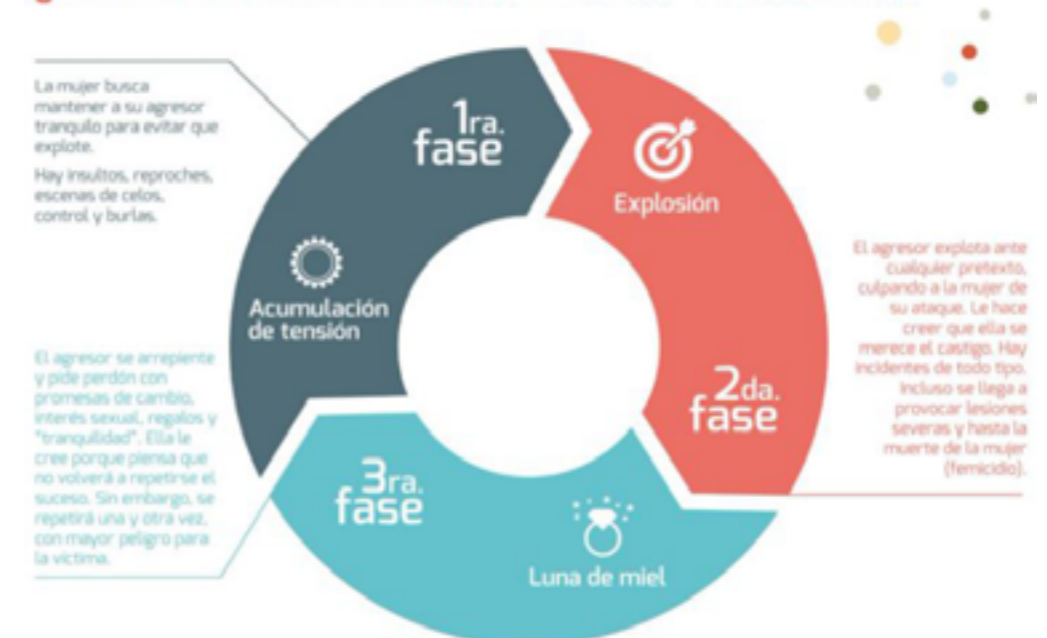 La mujer busca
mantener a su agresor
tranquilo para evitar que
explote.
Hay insultos, reproches,
escenas de celos,
control y burlas.
1ra.
fase
Acumulación
de tensión
Explosión
2da.
fase
El agresor explota ante
cualquier pretexto,
culpando a la mujer de
su ataque. Le hace
creer que ella se
merece el castigo. Hay
incidentes de todo tipo.
Incluso se llega a
provocar lesiones
severas y hasta la
muerte de la mujer
(femicidio).
3ra.
fase
Luna de miel
El agresor se arrepiente
y pide perdón con
promesas de cambio,
interés sexual, regalos y
"tranquilidad". Ella le
cree porque piensa que
no volverá a repetirse el
suceso. Sin embargo, se
repetirá una y otra vez,
con mayor peligro para
la víctima.